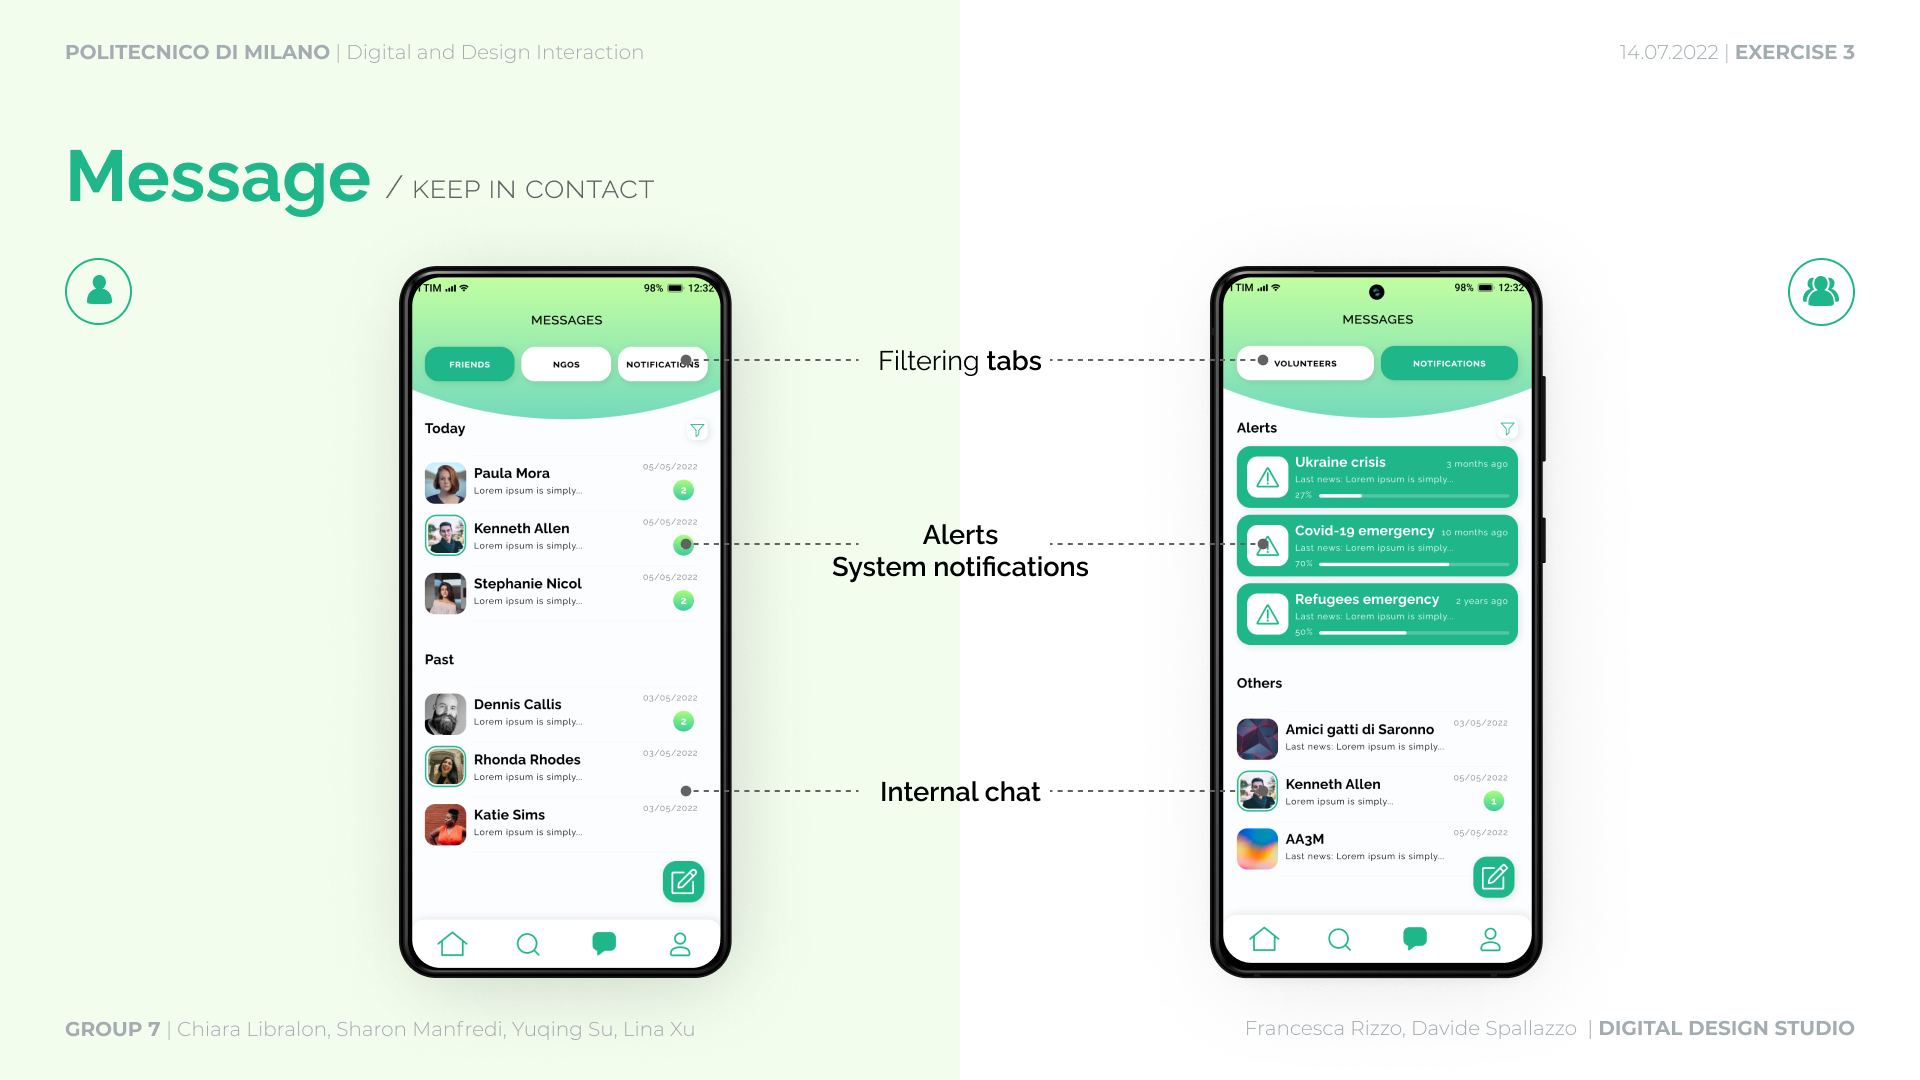 POLITECNICO DI MILANO | Digital and Design Interaction
14.07.2022 | EXERCISE 3
Message / KEEP IN CONTACT
TIM 98% 12:32
MESSAGES
FRIENDS NGOS NOTIFICATIONS
Today
Paula Mora 05/05/2022
Lorem ipsum is simply... 2
Kenneth Allen 05/05/2022
Lorem ipsum is simply...
Stephanie Nicol 05/05/2022
Lorem ipsum is simply... 2
Past
Dennis Callis 03/05/2022
Lorem ipsum is simply... 2
Rhonda Rhodes 03/05/2022
Lorem ipsum is simply...
Katie Sims 03/05/2022
Lorem ipsum is simply...
Filtering tabs
Alerts
System notifications
Internal chat
TIM 98% 12:32
MESSAGES
VOLUNTEERS NOTIFICATIONS
Alerts
Ukraine crisis 3 months ago
Last news: Lorem ipsum is simply...
27%
Covid-19 emergency 10 months ago
Last news: Lorem ipsum is simply...
70%
Refugees emergency 2 years ago
Last news: Lorem ipsum is simply...
50%
Others
Amici gatti di Saronno 03/05/2022
Last news: Lorem ipsum is simply...
Kenneth Allen 05/05/2022
Lorem ipsum is simply... 1
AA3M 05/05/2022
Last news: Lorem ipsum is simply...
GROUP 7 | Chiara Libralon, Sharon Manfredi, Yuqing Su, Lina Xu
Francesca Rizzo, Davide Spallazzo | DIGITAL DESIGN STUDIO